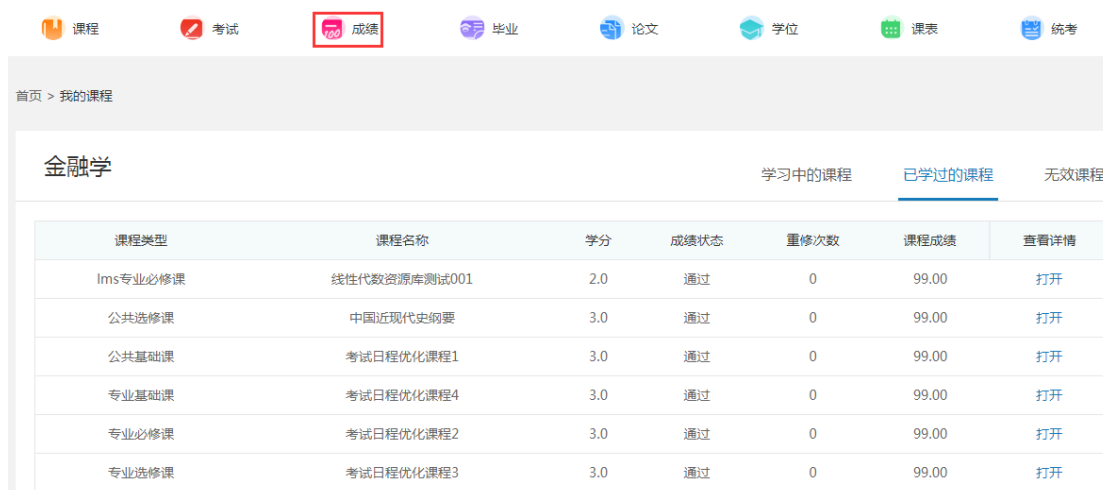 课程 考试 成绩 毕业 论文 学位 课表 统考
首页 > 我的课程
金融学 学习中的课程 已学过的课程 无效课程
课程类型 课程名称 学分 成绩状态 重修次数 课程成绩 查看详情
lms专业必修课 线性代数资源库测试001 2.0 通过 0 99.00 打开
公共选修课 中国近现代史纲要 3.0 通过 0 99.00 打开
公共基础课 考试日程优化课程1 3.0 通过 0 99.00 打开
专业基础课 考试日程优化课程4 3.0 通过 0 99.00 打开
专业必修课 考试日程优化课程2 3.0 通过 0 99.00 打开
专业选修课 考试日程优化课程3 3.0 通过 0 99.00 打开